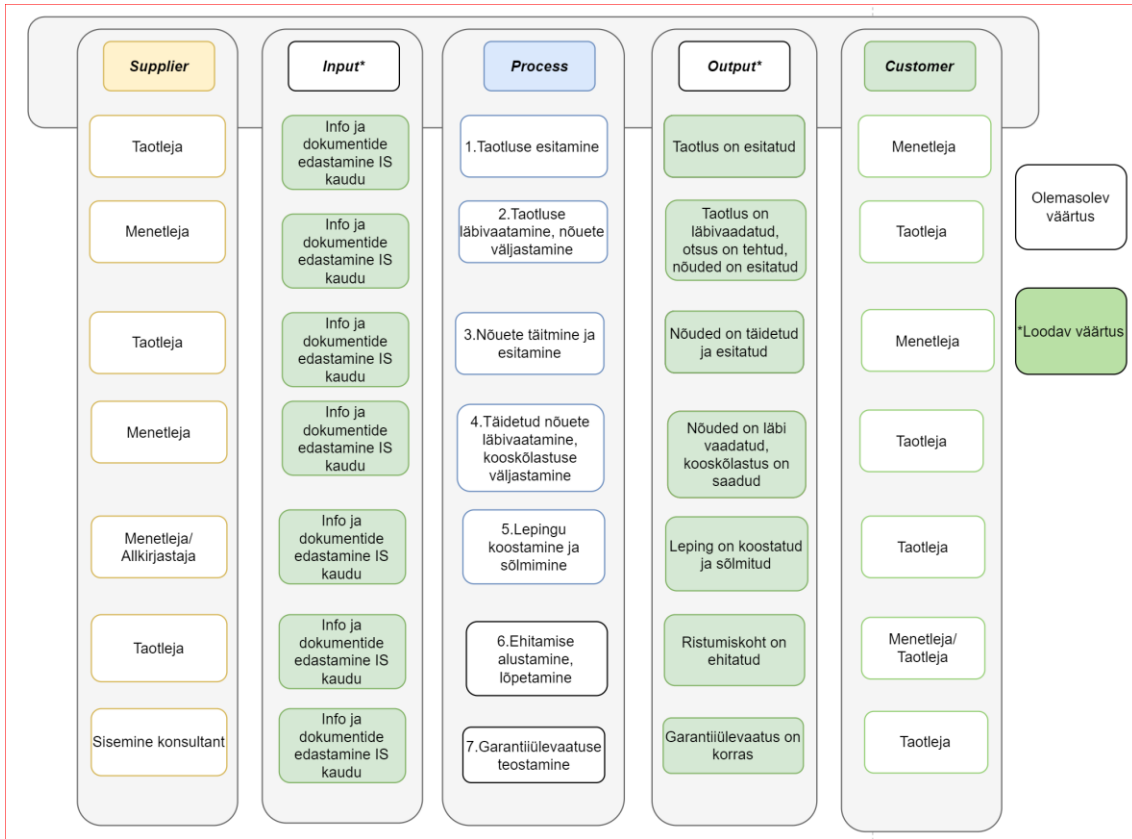 Supplier
Input*
Process
Output*
Customer
Taotleja
Info ja
dokumentide
edastamine IS
kaudu
1.Taotluse esitamine
Taotlus on esitatud
Menetleja
Menetleja
Info ja
dokumentide
edastamine IS
kaudu
2.Taotluse
läbivaatamine, nõuete
väljastamine
Taotlus on
läbivaadatud,
otsus on tehtud,
nõuded on esitatud
Taotleja
Taotleja
Info ja
dokumentide
edastamine IS
kaudu
3.Nõuete täitmine ja
esitamine
Nõuded on täidetud
ja esitatud
Menetleja
Menetleja
Info ja
dokumentide
edastamine IS
kaudu
4.Täidetud nõuete
läbivaatamine,
kooskõlastuse
väljastamine
Nõuded on läbi
vaadatud,
kooskõlastus on
saadud
Taotleja
Menetleja/
Allkirjastaja
Info ja
dokumentide
edastamine IS
kaudu
5.Lepingu
koostamine ja
sõlmimine
Leping on koostatud
ja sõlmitud
Taotleja
Taotleja
Info ja
dokumentide
edastamine IS
kaudu
6.Ehitamise
alustamine,
lõpetamine
Ristumiskoht on
ehitatud
Menetleja/
Taotleja
Sisemine konsultant
Info ja
dokumentide
edastamine IS
kaudu
7.Garantiiülevaatuse
teostamine
Garantiiülevaatus on
korras
Taotleja
Olemasolev
väärtus
*Loodav väärtus